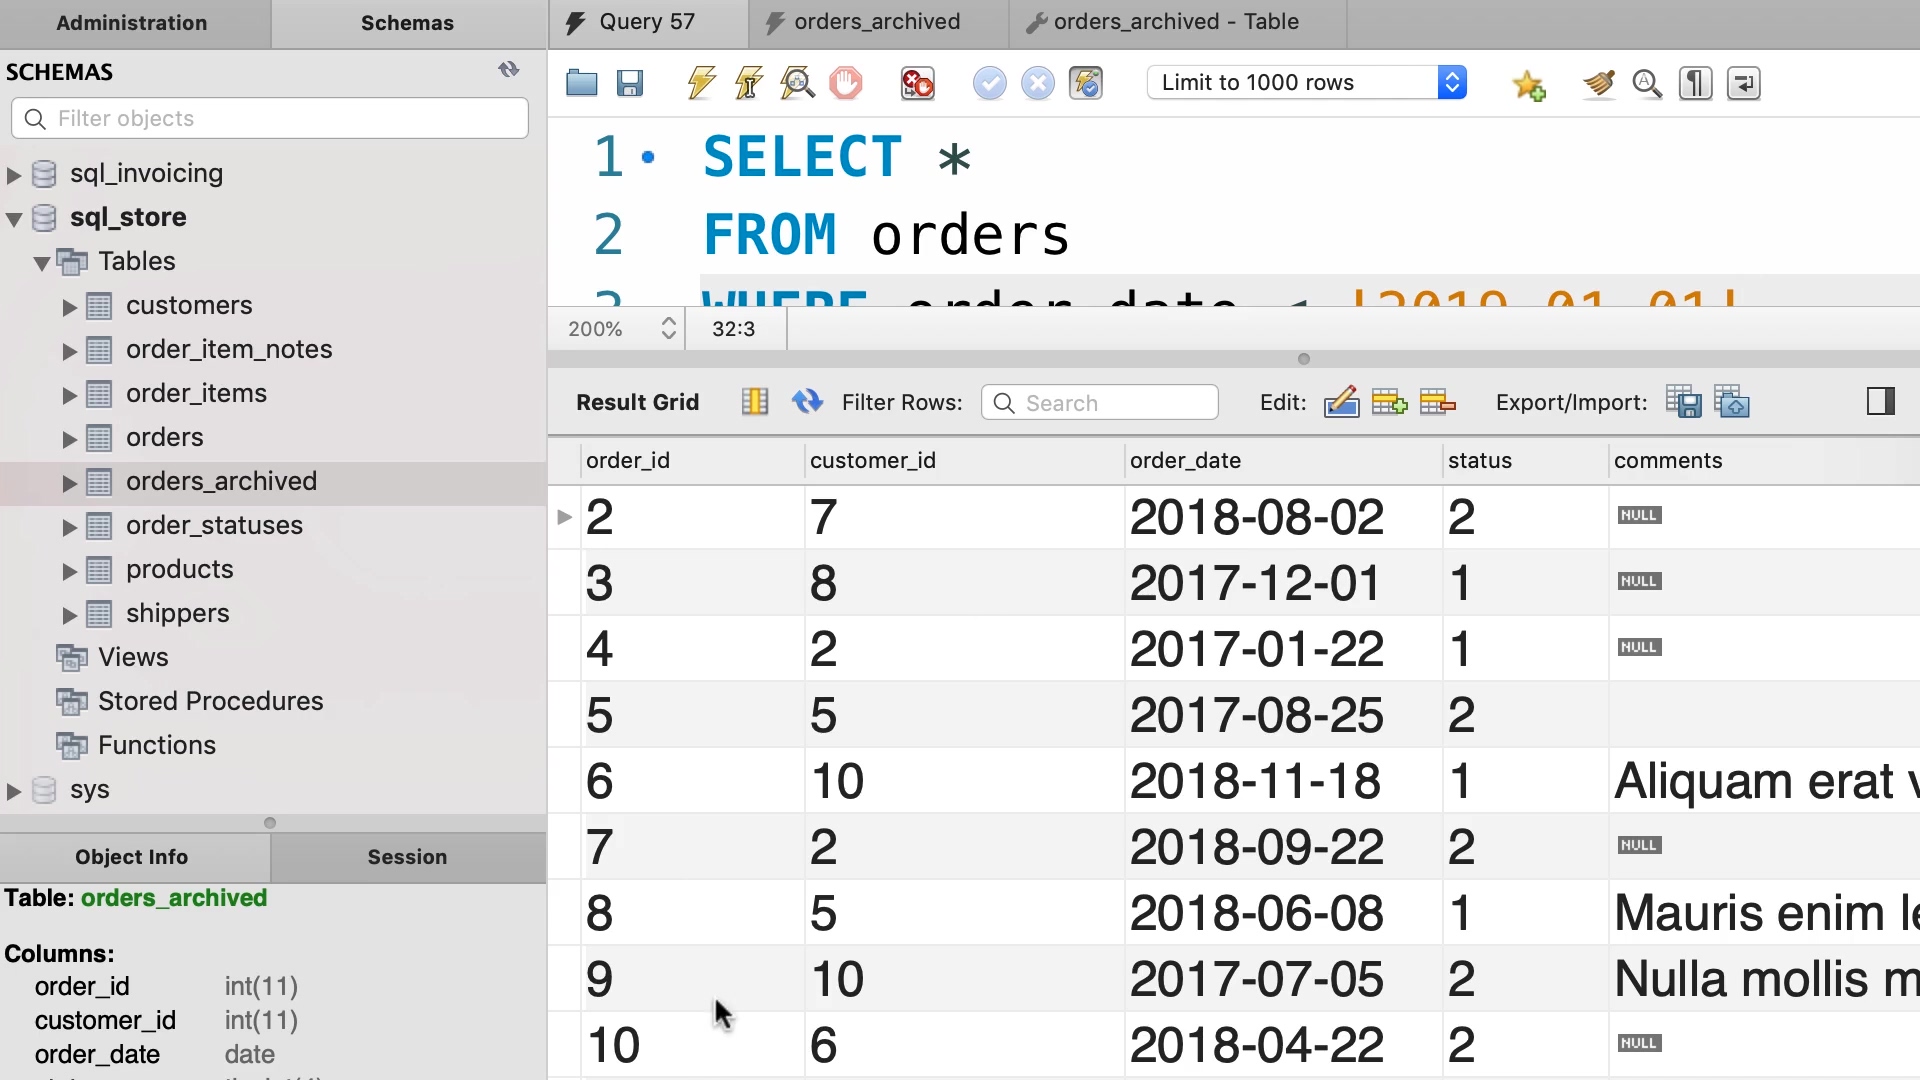 Administration
Schemas
Query 57
orders_archived
orders_archived - Table
SCHEMAS
Filter objects
Limit to 1000 rows
sql_invoicing
sql_store
Tables
customers
order_item_notes
order_items
orders
orders_archived
order_statuses
products
shippers
Views
Stored Procedures
Functions
sys
1 SELECT *
2 FROM orders
3 WHERE order_date < '2019-01-01'
200%
32:3
Result Grid
Filter Rows:
Search
Edit:
Export/Import:
order_id customer_id order_date status comments
2 7 2018-08-02 2 NULL
3 8 2017-12-01 1 NULL
4 2 2017-01-22 1 NULL
5 5 2017-08-25 2
6 10 2018-11-18 1 Aliquam erat v
7 2 2018-09-22 2 NULL
8 5 2018-06-08 1 Mauris enim le
9 10 2017-07-05 2 Nulla mollis m
10 6 2018-04-22 2 NULL
Object Info
Session
Table: orders_archived
Columns:
order_id int(11)
customer_id int(11)
order_date date